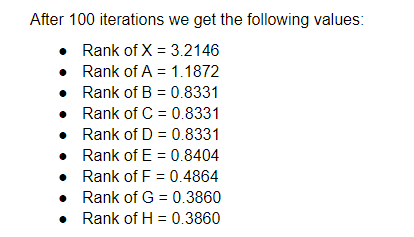 After 100 iterations we get the following values:
● Rank of X = 3.2146
● Rank of A = 1.1872
● Rank of B = 0.8331
● Rank of C = 0.8331
● Rank of D = 0.8331
● Rank of E = 0.8404
● Rank of F = 0.4864
● Rank of G = 0.3860
● Rank of H = 0.3860